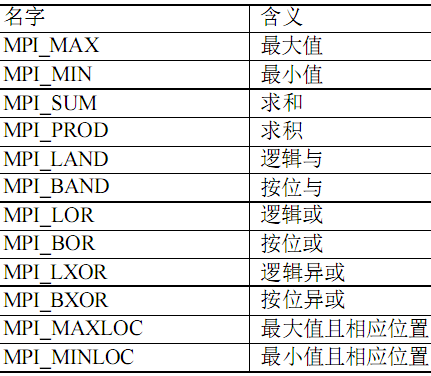 名字 含义
MPI_MAX 最大值
MPI_MIN 最小值
MPI_SUM 求和
MPI_PROD 求积
MPI_LAND 逻辑与
MPI_BAND 按位与
MPI_LOR 逻辑或
MPI_BOR 按位或
MPI_LXOR 逻辑异或
MPI_BXOR 按位异或
MPI_MAXLOC 最大值且相应位置
MPI_MINLOC 最小值且相应位置